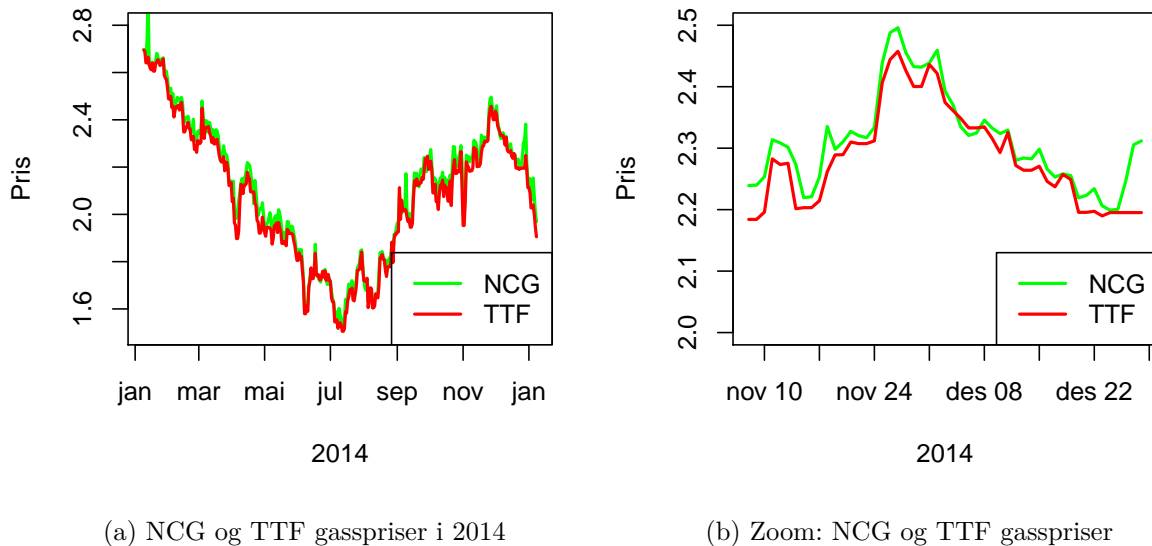 Pris
2.8
2.4
2.0
1.6
NCG
TTF
jan mar mai jul sep nov jan
2014
(a) NCG og TTF gasspriser i 2014
Pris
2.5
2.4
2.3
2.2
2.1
2.0
NCG
TTF
nov 10 nov 24 des 08 des 22
2014
(b) Zoom: NCG og TTF gasspriser